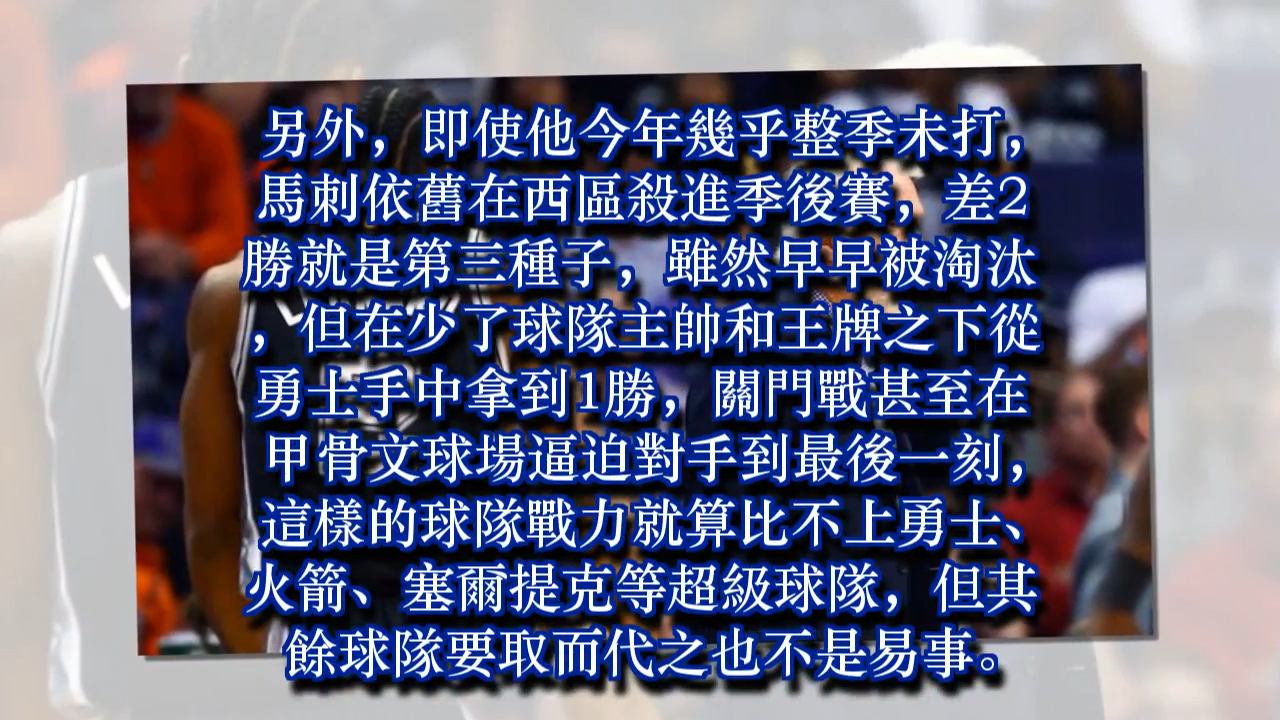 另外，即使他今年幾乎整季未打，
馬刺依舊在西區殺進季後賽，差2
勝就是第三種子，雖然早早被淘汰
，但在少了球隊主帥和王牌之下從
勇士手中拿到1勝，關門戰甚至在
甲骨文球場逼迫對手到最後一刻，
這樣的球隊戰力就算比不上勇士、
火箭、塞爾提克等超級球隊，但其
餘球隊要取而代之也不是易事。